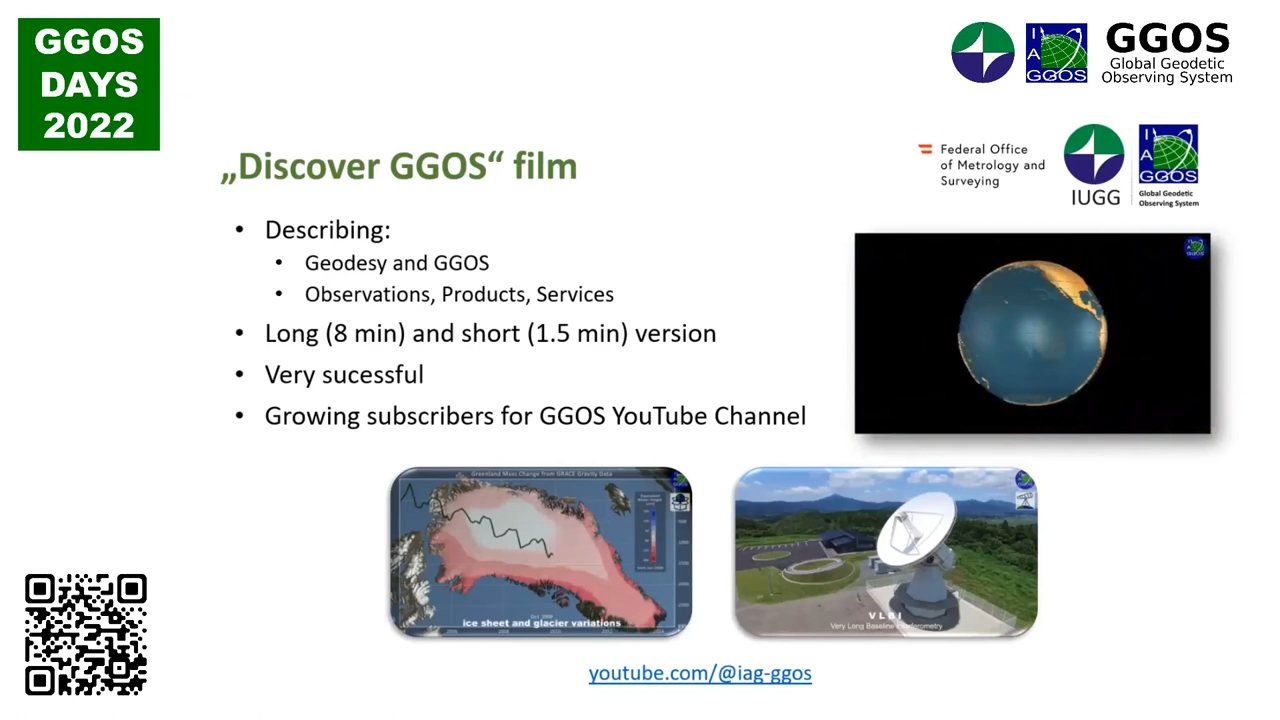 GGOS
DAYS
2022
GGOS
Global Geodetic
Observing System
I
A
GGOS
Federal Office
of Metrology and
Surveying
IUGG
I
A
GGOS
Global Geodetic
Observing System
„Discover GGOS“ film
• Describing:
• Geodesy and GGOS
• Observations, Products, Services
• Long (8 min) and short (1.5 min) version
• Very sucessful
• Growing subscribers for GGOS YouTube Channel
Greenland Mass Change from GRACE Gravity Data
ice sheet and glacier variations
VLBI
Very Long Baseline Interferometry
youtube.com/@iag-ggos